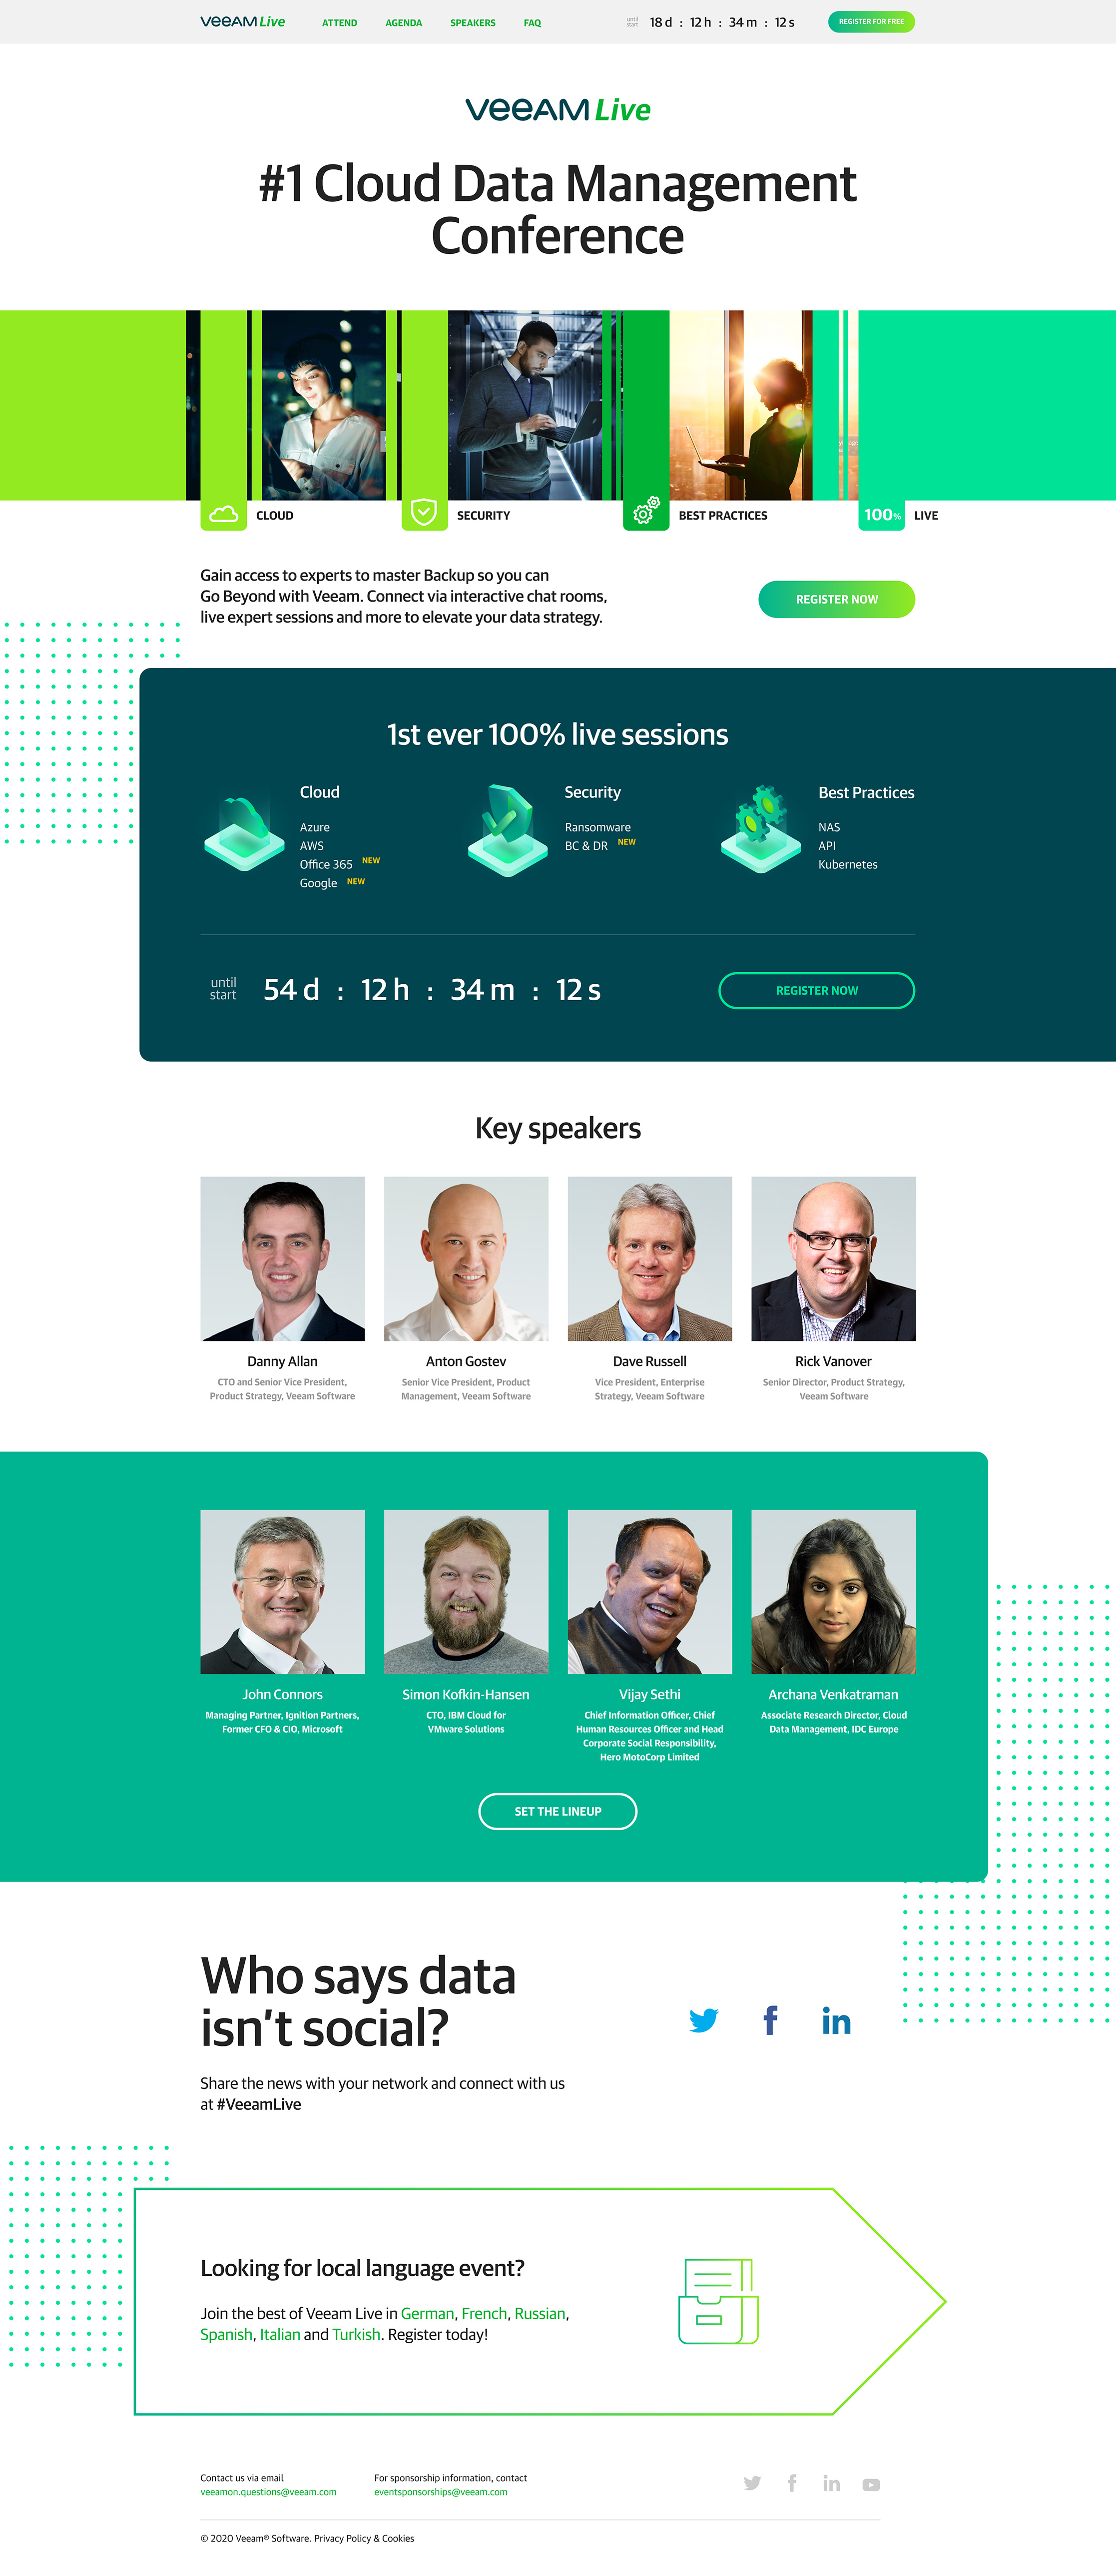 veeAM Live
ATTEND
AGENDA
SPEAKERS
FAQ
until
start
18 d : 12 h : 34 m : 12 s
REGISTER FOR FREE
veeAM Live
#1 Cloud Data Management
Conference
CLOUD
SECURITY
BEST PRACTICES
100%
LIVE
Gain access to experts to master Backup so you can
Go Beyond with Veeam. Connect via interactive chat rooms,
live expert sessions and more to elevate your data strategy.
REGISTER NOW
1st ever 100% live sessions
Cloud
Azure
AWS
Office 365 NEW
Google NEW
Security
Ransomware
BC & DR NEW
Best Practices
NAS
API
Kubernetes
until
start
54 d : 12 h : 34 m : 12 s
REGISTER NOW
Key speakers
Danny Allan
CTO and Senior Vice President,
Product Strategy, Veeam Software
Anton Gostev
Senior Vice President, Product
Management, Veeam Software
Dave Russell
Vice President, Enterprise
Strategy, Veeam Software
Rick Vanover
Senior Director, Product Strategy,
Veeam Software
John Connors
Managing Partner, Ignition Partners,
Former CFO & CIO, Microsoft
Simon Kofkin-Hansen
CTO, IBM Cloud for
VMware Solutions
Vijay Sethi
Chief Information Officer, Chief
Human Resources Officer and Head
Corporate Social Responsibility,
Hero MotoCorp Limited
Archana Venkatraman
Associate Research Director, Cloud
Data Management, IDC Europe
SET THE LINEUP
Who says data
isn't social?
Share the news with your network and connect with us
at #VeeamLive
Looking for local language event?
Join the best of Veeam Live in German, French, Russian,
Spanish, Italian and Turkish. Register today!
Contact us via email
veeamon.questions@veeam.com
For sponsorship information, contact
eventsponsorships@veeam.com
© 2020 Veeam® Software. Privacy Policy & Cookies